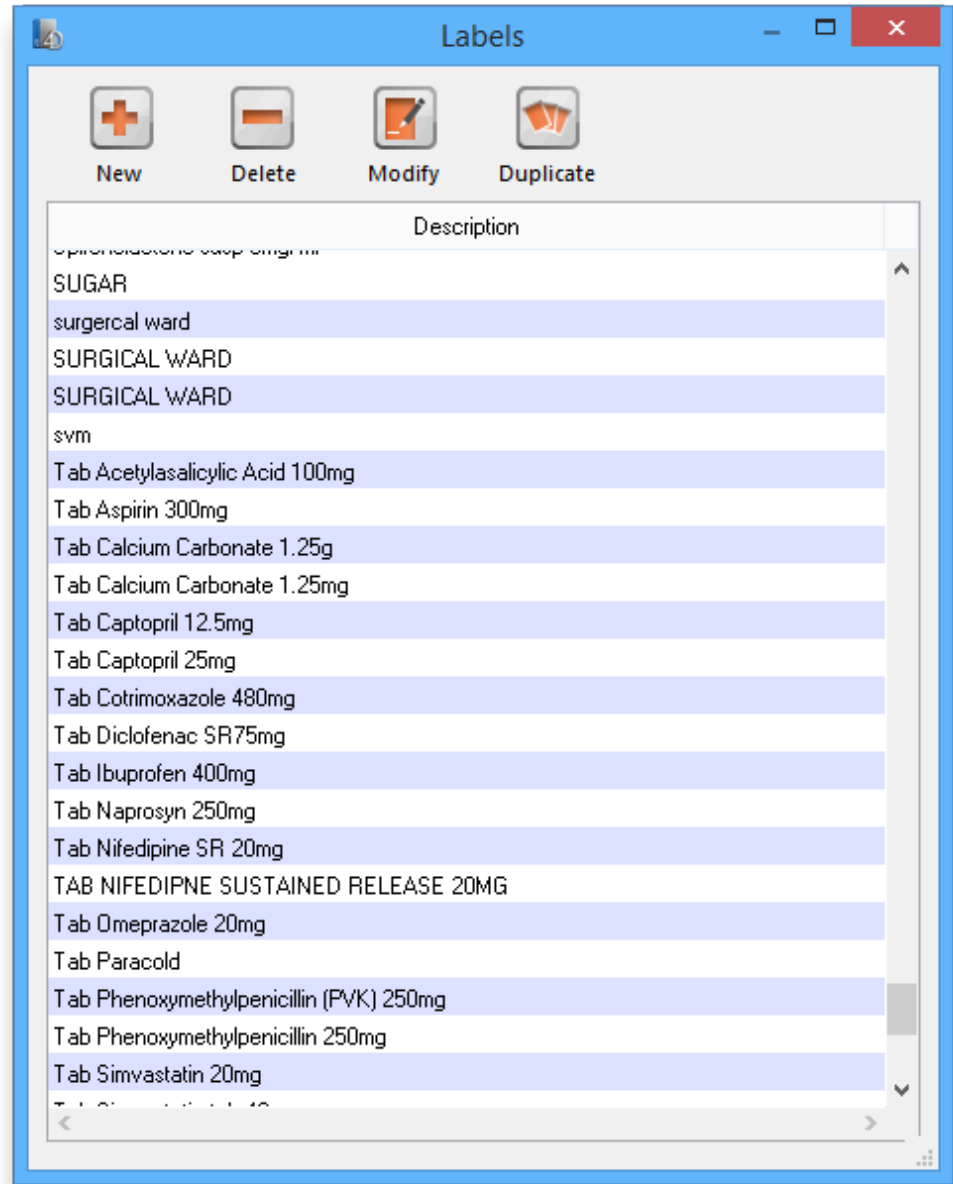 Labels
New Delete Modify Duplicate
Description
SUGAR
surgercal ward
SURGICAL WARD
SURGICAL WARD
svm
Tab Acetylasalicylic Acid 100mg
Tab Aspirin 300mg
Tab Calcium Carbonate 1.25g
Tab Calcium Carbonate 1.25mg
Tab Captopril 12.5mg
Tab Captopril 25mg
Tab Cotrimoxazole 480mg
Tab Diclofenac SR75mg
Tab Ibuprofen 400mg
Tab Naprosyn 250mg
Tab Nifedipine SR 20mg
TAB NIFEDIPNE SUSTAINED RELEASE 20MG
Tab Omeprazole 20mg
Tab Paracold
Tab Phenoxymethylpenicillin (PVK) 250mg
Tab Phenoxymethylpenicillin 250mg
Tab Simvastatin 20mg